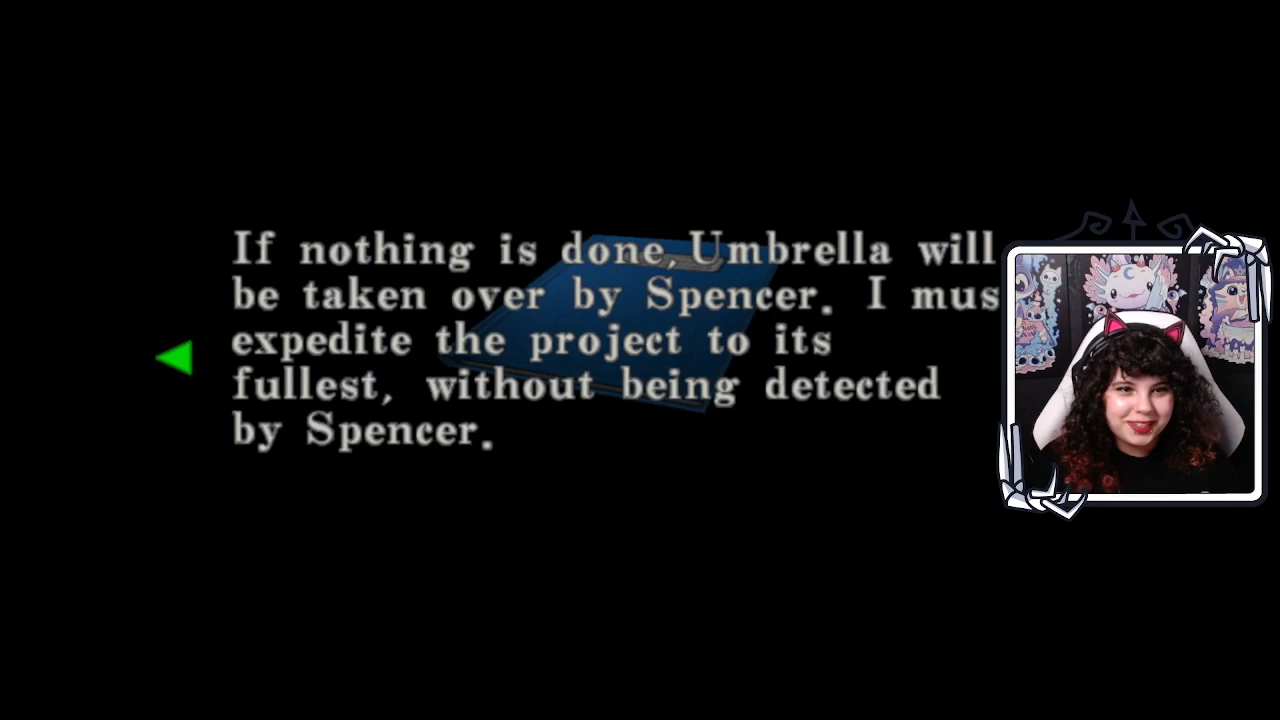 If nothing is done, Umbrella will
be taken over by Spencer. I mus
expedite the project to its
fullest, without being detected
by Spencer.